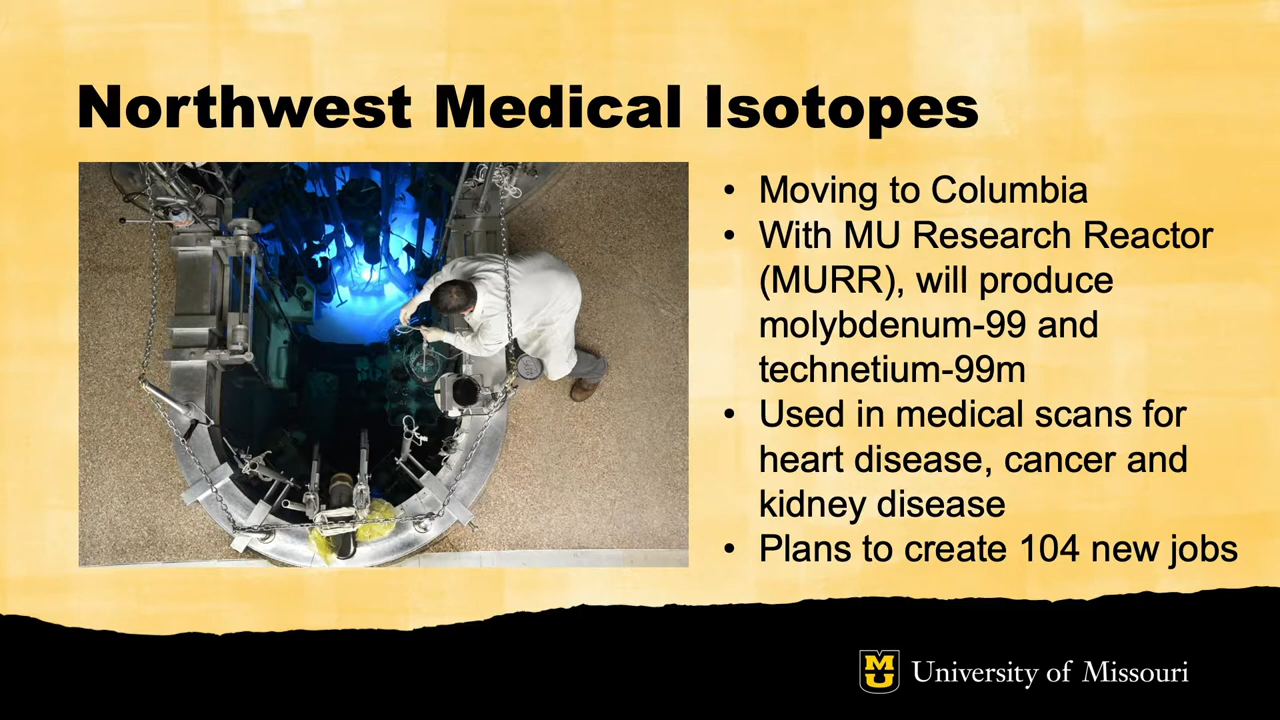 Northwest Medical Isotopes
• Moving to Columbia
• With MU Research Reactor
(MURR), will produce
molybdenum-99 and
technetium-99m
• Used in medical scans for
heart disease, cancer and
kidney disease
• Plans to create 104 new jobs
MU University of Missouri